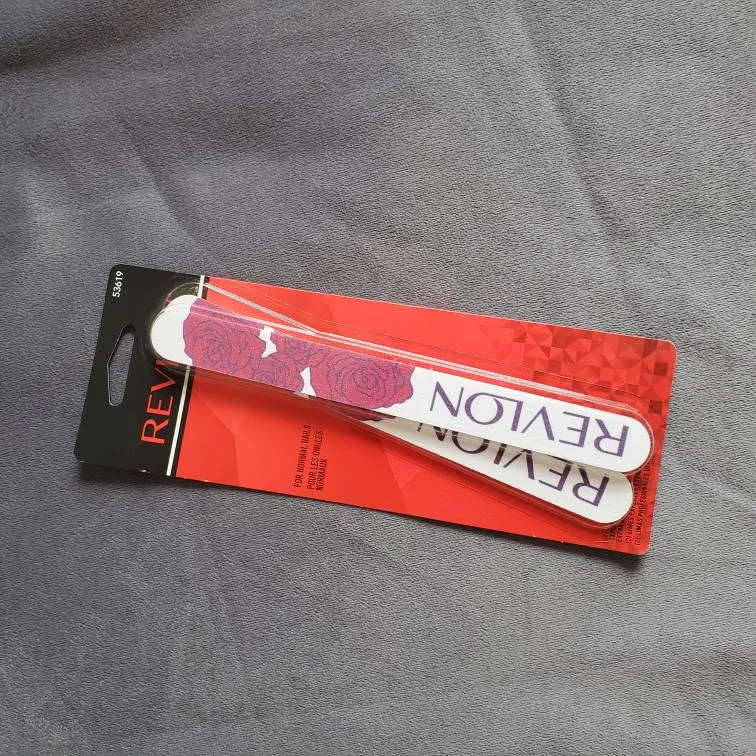 53619
REV
FOR NORMAL NAILS
POUR LES ONGLES
NORMAUX
REVLON
REVLON